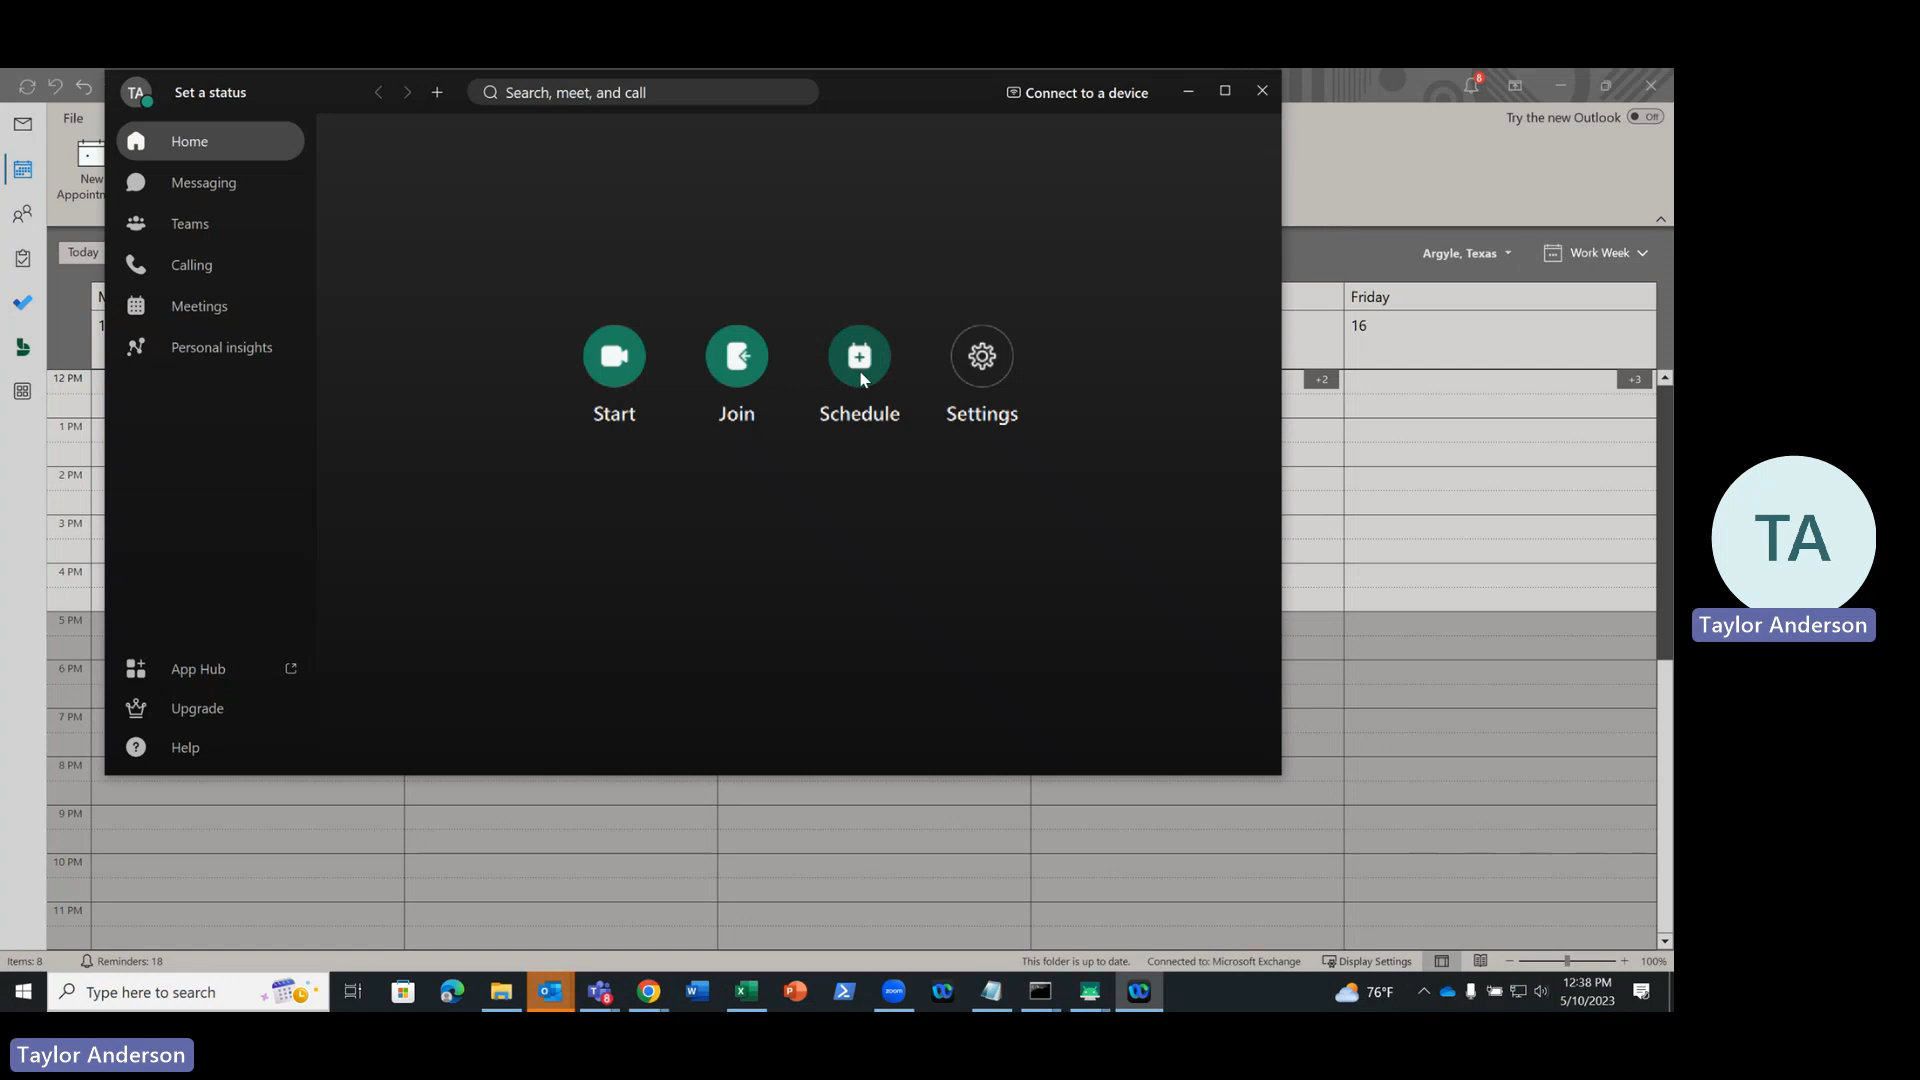 TA
Set a status
Search, meet, and call
Connect to a device
8
File
Try the new Outlook
Off
New
Appointm
Home
Messaging
Teams
Calling
Meetings
Personal insights
Start
Join
Schedule
Settings
App Hub
Upgrade
Help
Today
Argyle, Texas
Work Week
Friday
16
+2
+3
12 PM
1 PM
2 PM
3 PM
4 PM
5 PM
6 PM
7 PM
8 PM
9 PM
10 PM
11 PM
TA
Taylor Anderson
Items: 8
Reminders: 18
This folder is up to date.
Connected to: Microsoft Exchange
Display Settings
100%
Type here to search
8
zoom
76°F
12:38 PM
5/10/2023
Taylor Anderson